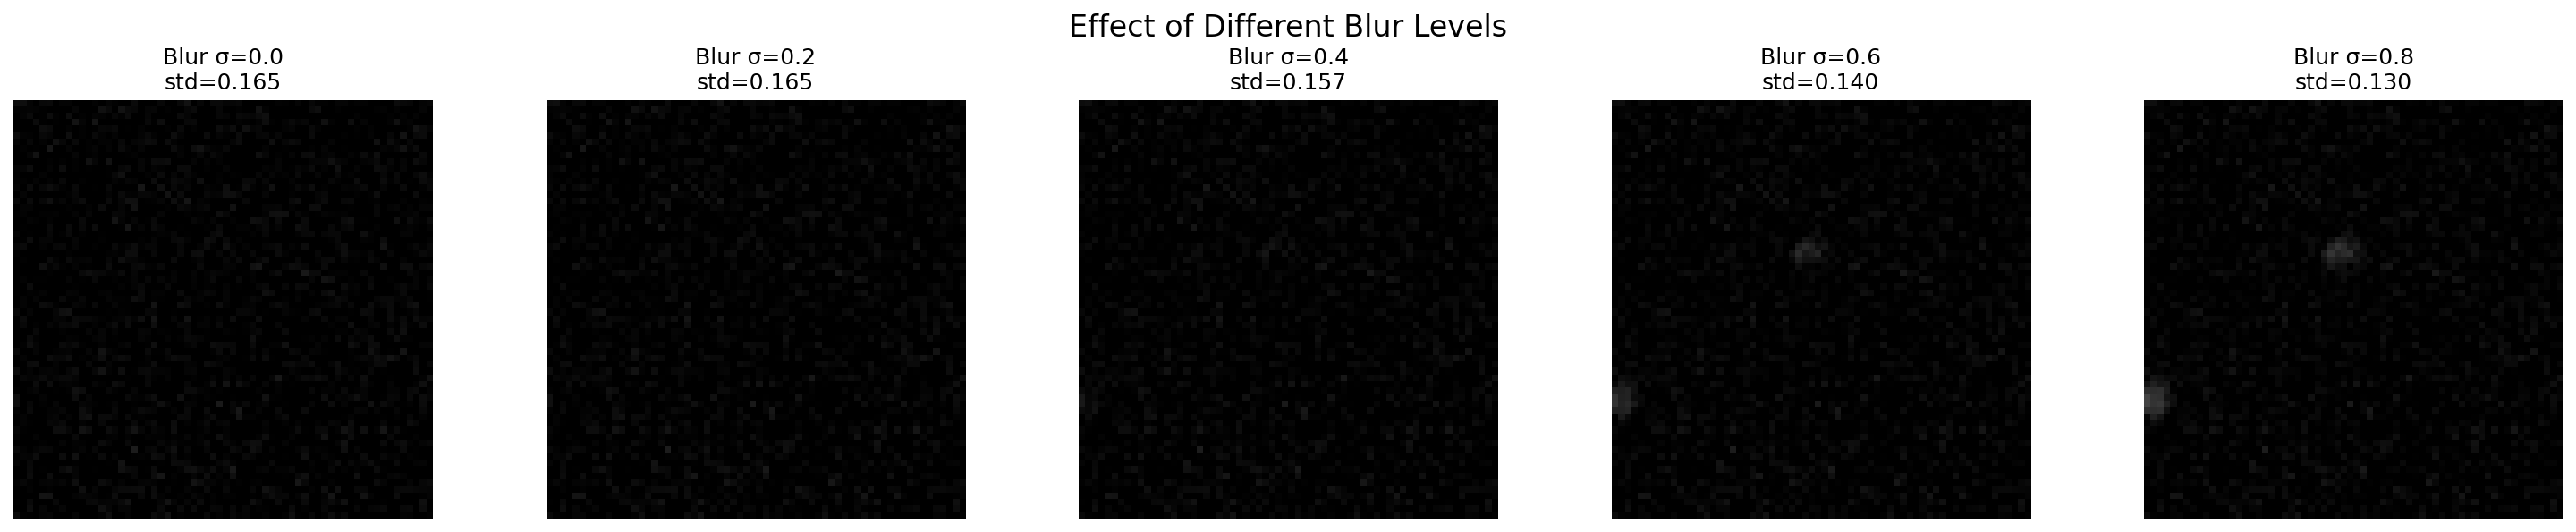 Effect of Different Blur Levels
Blur σ=0.0
std=0.165
Blur σ=0.2
std=0.165
Blur σ=0.4
std=0.157
Blur σ=0.6
std=0.140
Blur σ=0.8
std=0.130